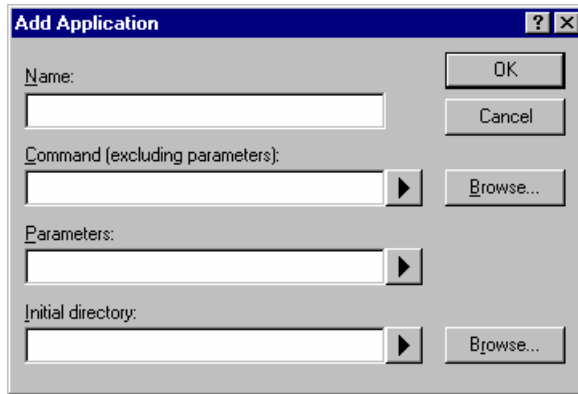 Add Application
?
Name:
OK
Cancel
Command (excluding parameters):
Browse...
Parameters:
Initial directory:
Browse...